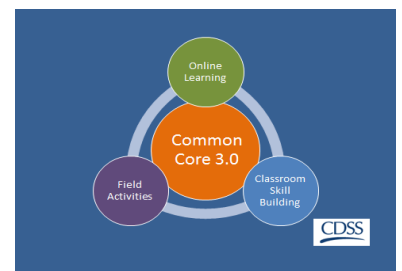 Online
Learning
Common
Core 3.0
Field
Activities
Classroom
Skill
Building
CDSS